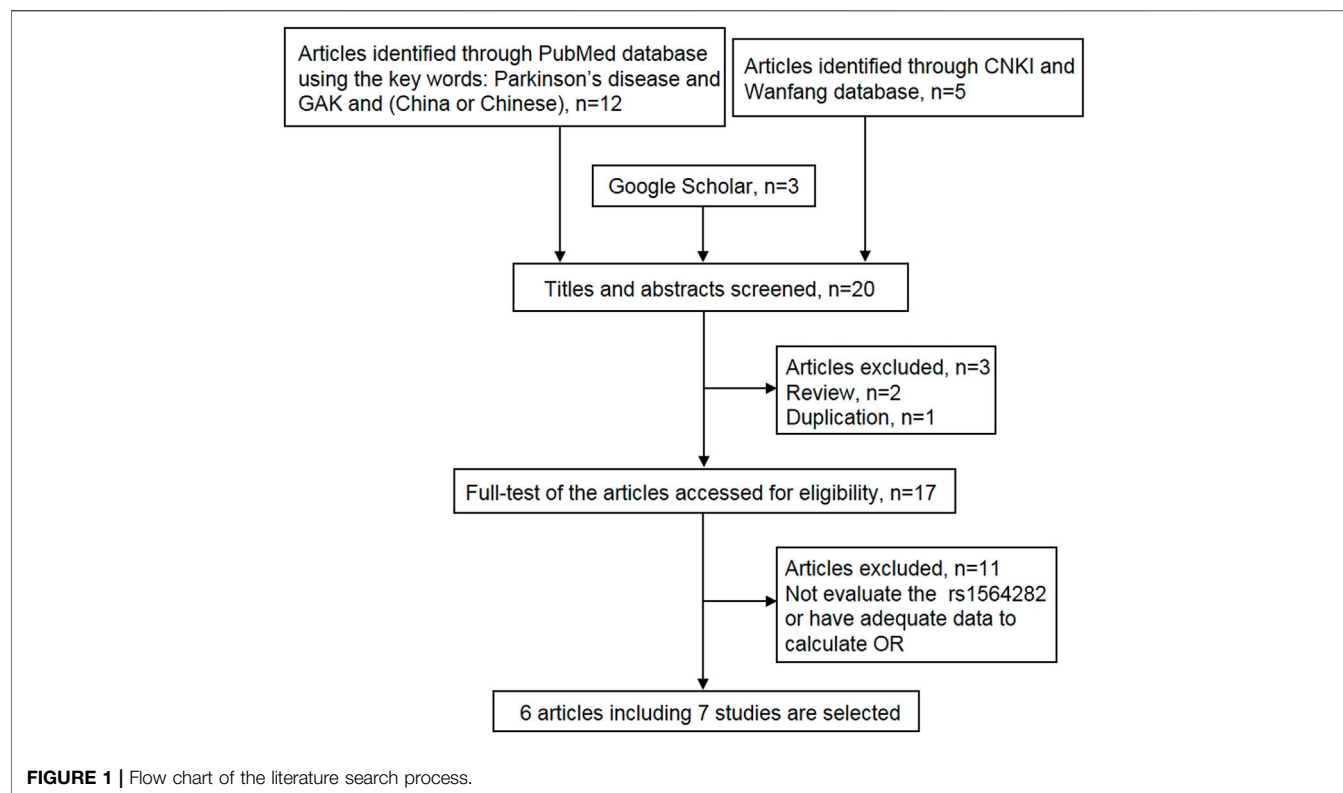 Articles identified through PubMed database
using the key words: Parkinson's disease and
GAK and (China or Chinese), n=12
Articles identified through CNKI and
Wanfang database, n=5
Google Scholar, n=3
Titles and abstracts screened, n=20
Articles excluded, n=3
Review, n=2
Duplication, n=1
Full-test of the articles accessed for eligibility, n=17
Articles excluded, n=11
Not evaluate the rs1564282
or have adequate data to
calculate OR
6 articles including 7 studies are selected
FIGURE 1 | Flow chart of the literature search process.